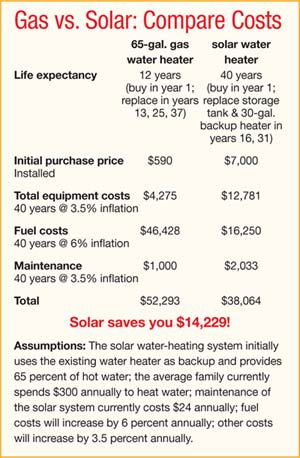 Gas vs. Solar: Compare Costs
65-gal. gas water heater
solar water heater
Life expectancy
12 years (buy in year 1; replace in years 13, 25, 37)
40 years (buy in year 1; replace storage tank & 30-gal. backup heater in years 16, 31)
Initial purchase price $590 $7,000
Installed
Total equipment costs $4,275 $12,781
40 years @ 3.5% inflation
Fuel costs $46,428 $16,250
40 years @ 6% inflation
Maintenance $1,000 $2,033
40 years @ 3.5% inflation
Total $52,293 $38,064
Solar saves you $14,229!
Assumptions: The solar water-heating system initially
uses the existing water heater as backup and provides
65 percent of hot water; the average family currently
spends $300 annually to heat water; maintenance of
the solar system currently costs $24 annually; fuel
costs will increase by 6 percent annually; other costs
will increase by 3.5 percent annually.